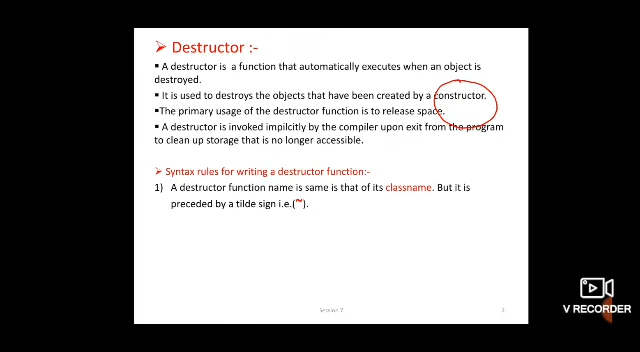 ➢ Destructor :-
▪ A destructor is a function that automatically executes when an object is
destroyed.
▪ It is used to destroys the objects that have been created by a constructor.
▪The primary usage of the destructor function is to release space.
▪ A destructor is invoked impilcitly by the compiler upon exit from the program
to clean up storage that is no longer accessible.
➢ Syntax rules for writing a destructor function:-
1) A destructor function name is same is that of its classname. But it is
preceded by a tilde sign i.e.(~).
Session 7
V RECORDER